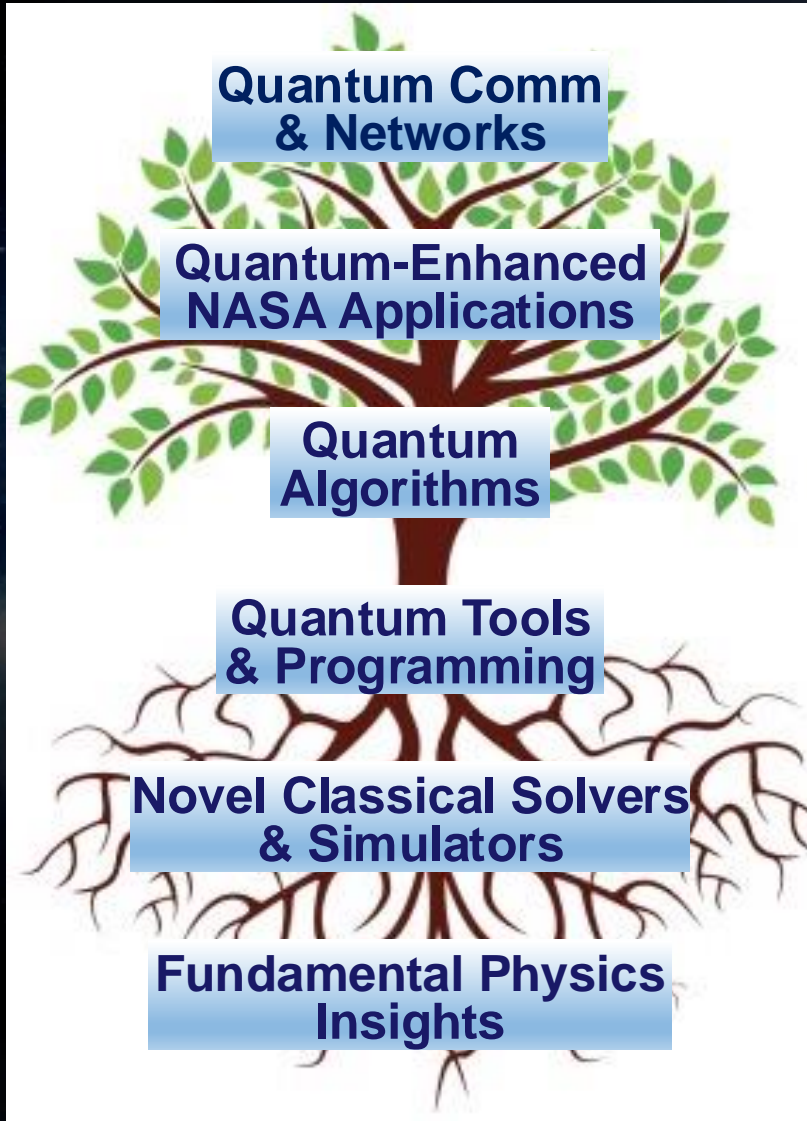 Quantum Comm
& Networks
Quantum-Enhanced
NASA Applications
Quantum
Algorithms
Quantum Tools
& Programming
Novel Classical Solvers
& Simulators
Fundamental Physics
Insights